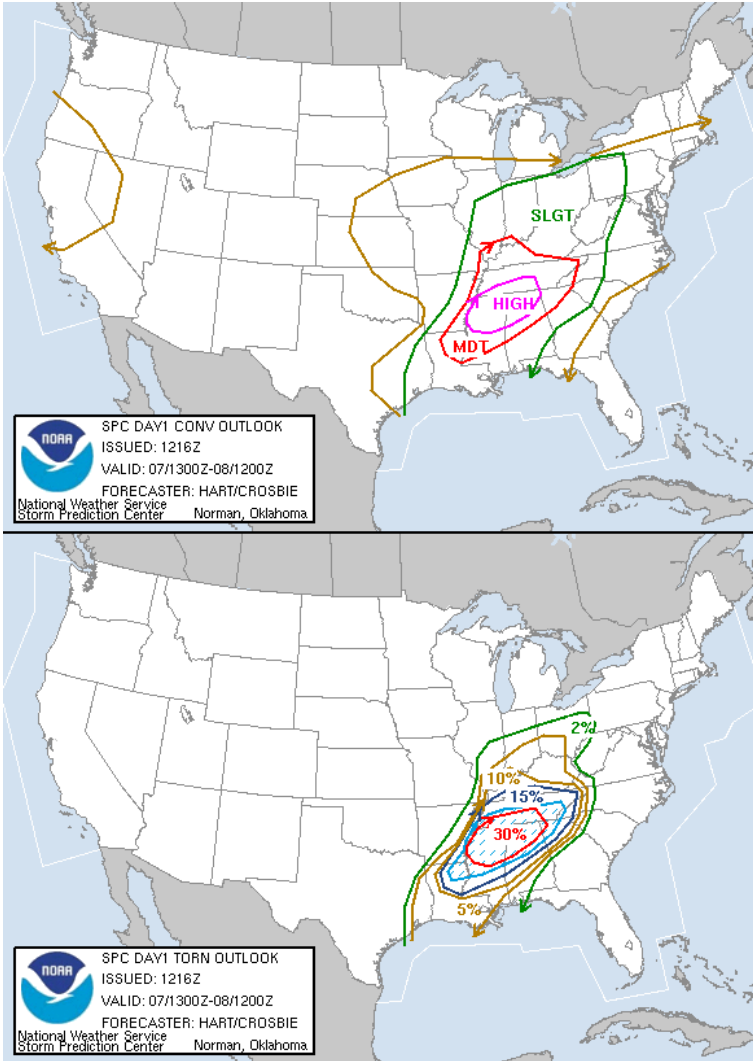 SLGT
HIGH
MDT
NOAA
SPC DAY1 CONV OUTLOOK
ISSUED: 1216Z
VALID: 07/1300Z-08/1200Z
FORECASTER: HART/CROSBIE
National Weather Service
Storm Prediction Center Norman, Oklahoma
2%
10%
15%
30%
5%
NOAA
SPC DAY1 TORN OUTLOOK
ISSUED: 1216Z
VALID: 07/1300Z-08/1200Z
FORECASTER: HART/CROSBIE
National Weather Service
Storm Prediction Center Norman, Oklahoma